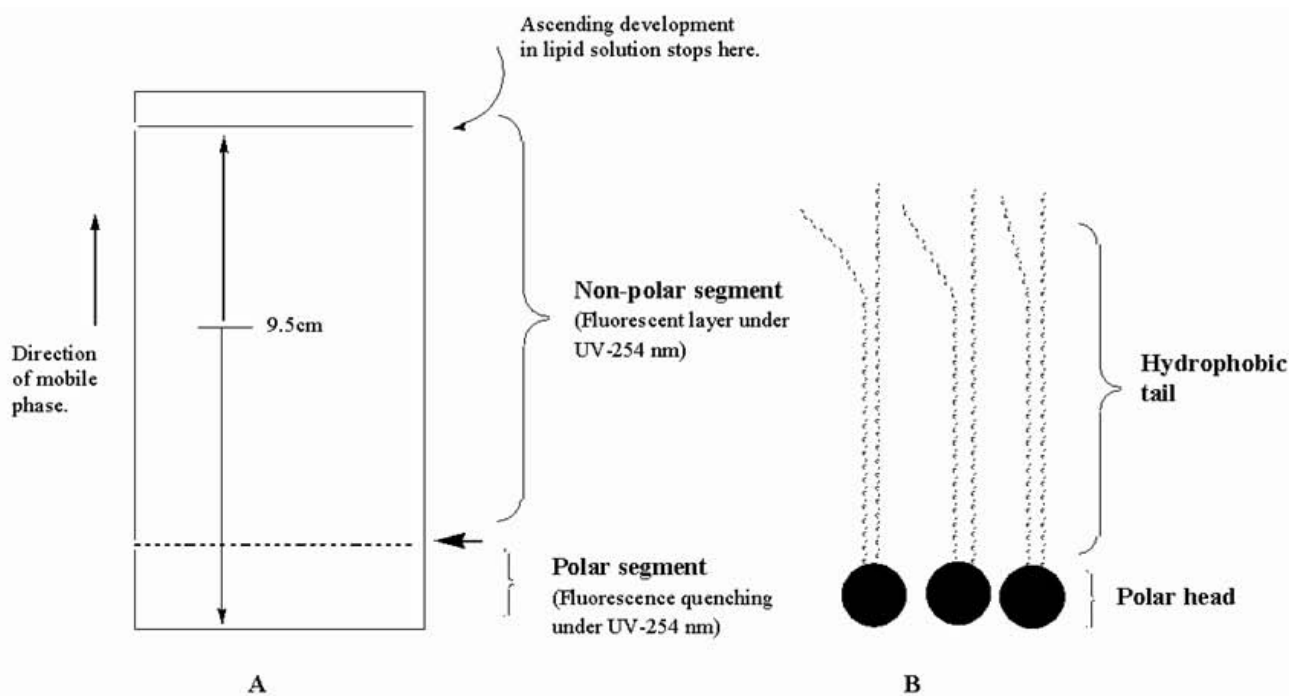 Ascending development
in lipid solution stops here.
Non-polar segment
(Fluorescent layer under
UV-254 nm)
9.5cm
Direction
of mobile
phase.
Hydrophobic
tail
Polar segment
(Fluorescence quenching
under UV-254 nm)
Polar head
A
B